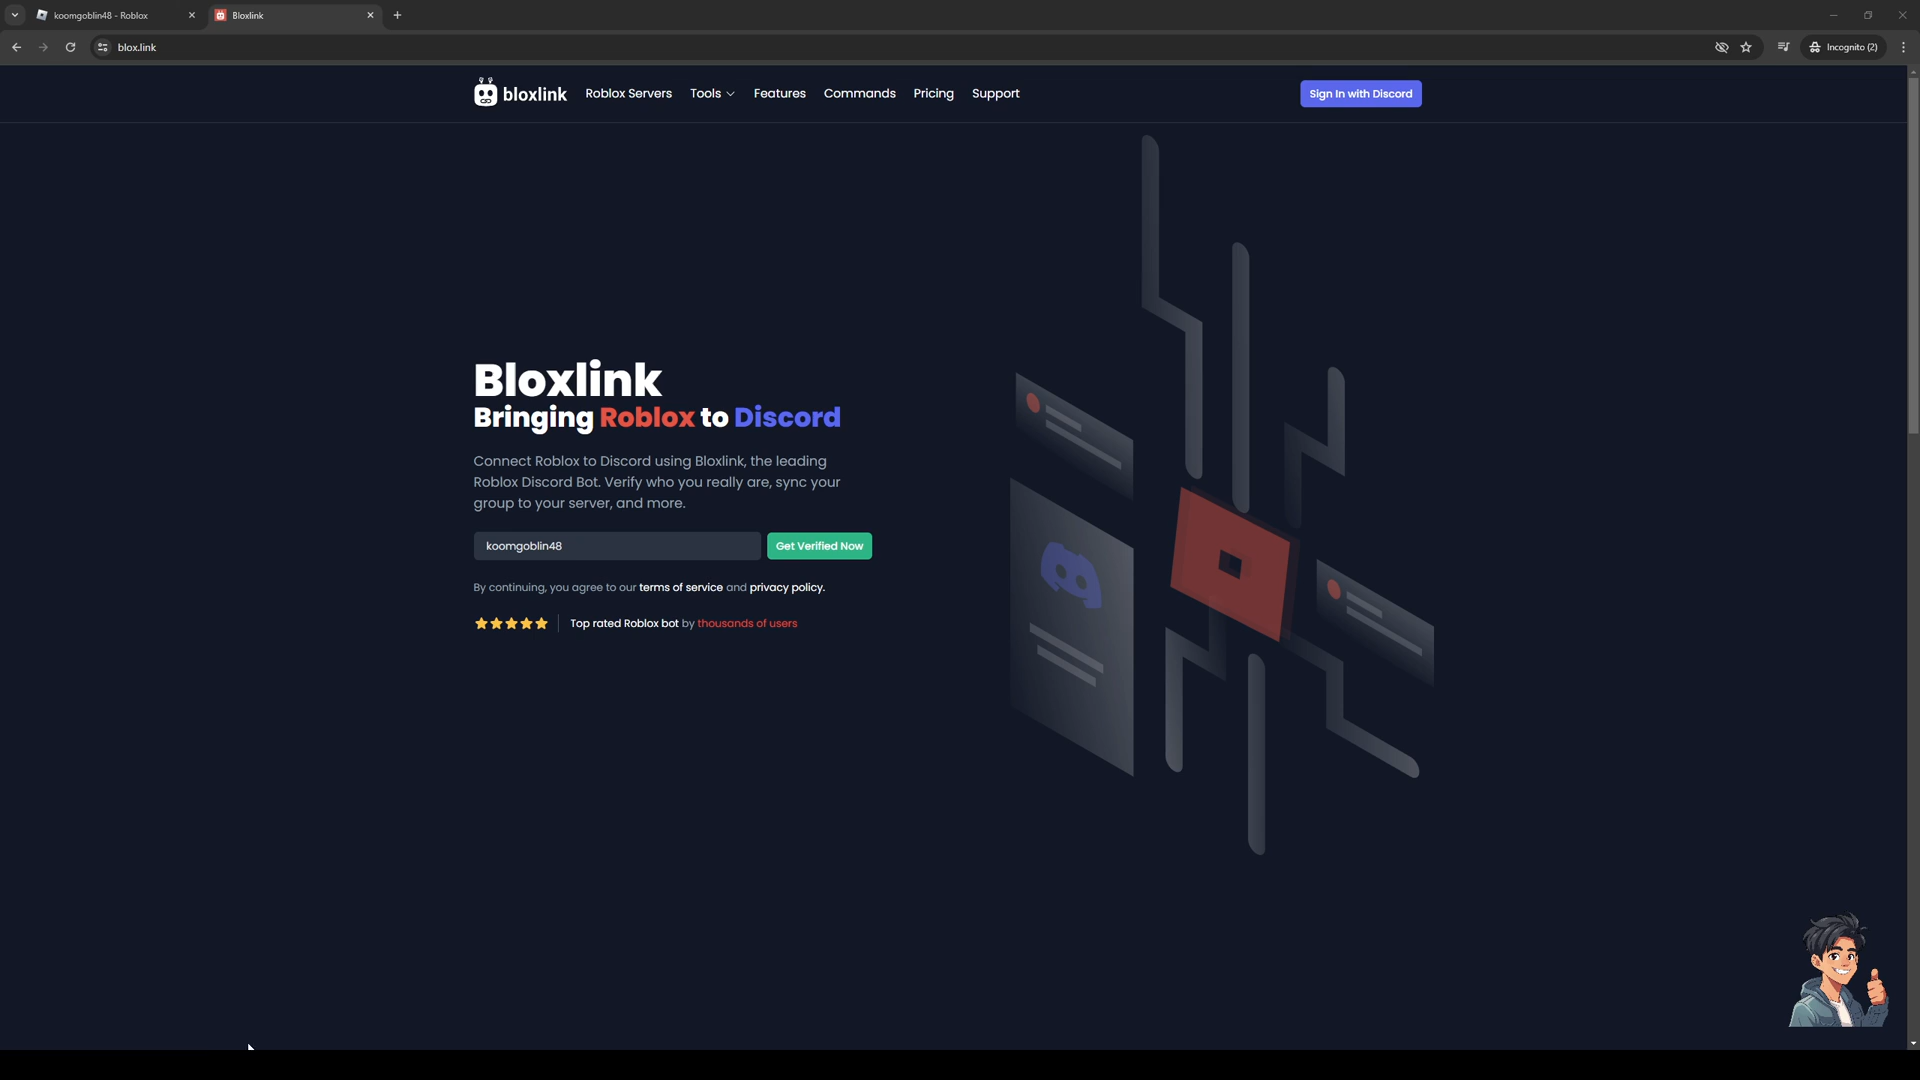 koomgoblin48 - Roblox
Bloxlink
blox.link
Incognito (2)
bloxlink
Roblox Servers
Tools
Features
Commands
Pricing
Support
Sign In with Discord
Bloxlink
Bringing Roblox to Discord
Connect Roblox to Discord using Bloxlink, the leading
Roblox Discord Bot. Verify who you really are, sync your
group to your server, and more.
koomgoblin48
Get Verified Now
By continuing, you agree to our terms of service and privacy policy.
Top rated Roblox bot by thousands of users